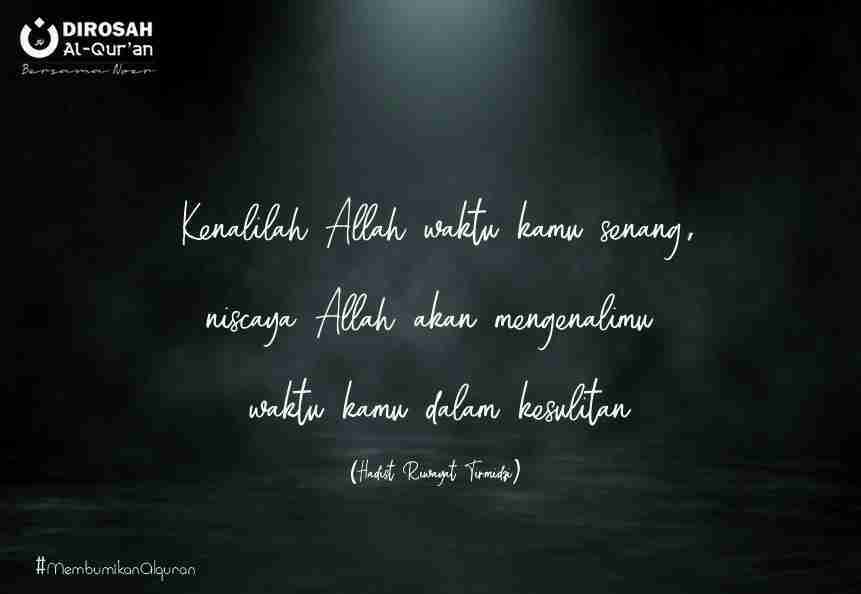 DIROSAH
Al-Qur'an
Bersama Noer
Kenalilah Allah waktu kamu senang,
niscaya Allah akan mengenalimu
waktu kamu dalam kesulitan
(Hadist Riwayat Tirmidzi)
#MembumikanAlquran